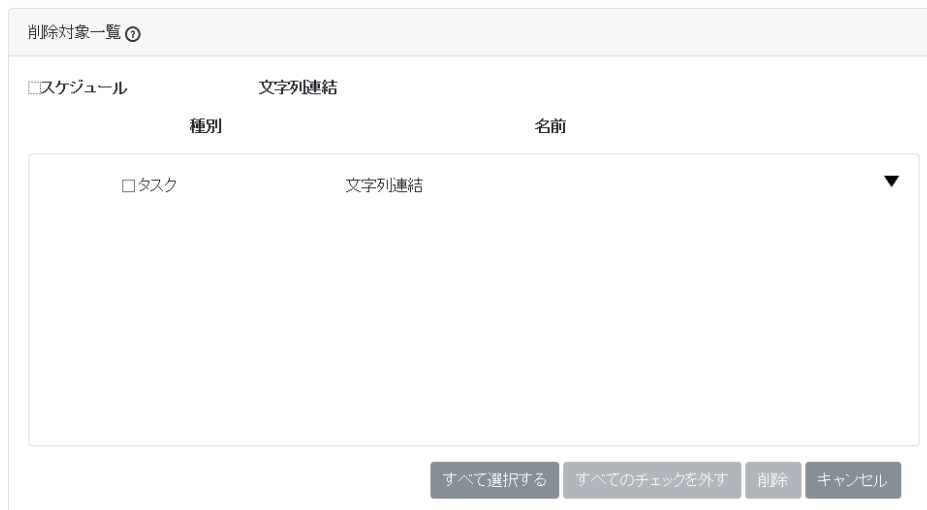 削除対象一覧 ?
スケジュール 文字列連結
種別 名前
タスク 文字列連結
すべて選択する すべてのチェックを外す 削除 キャンセル